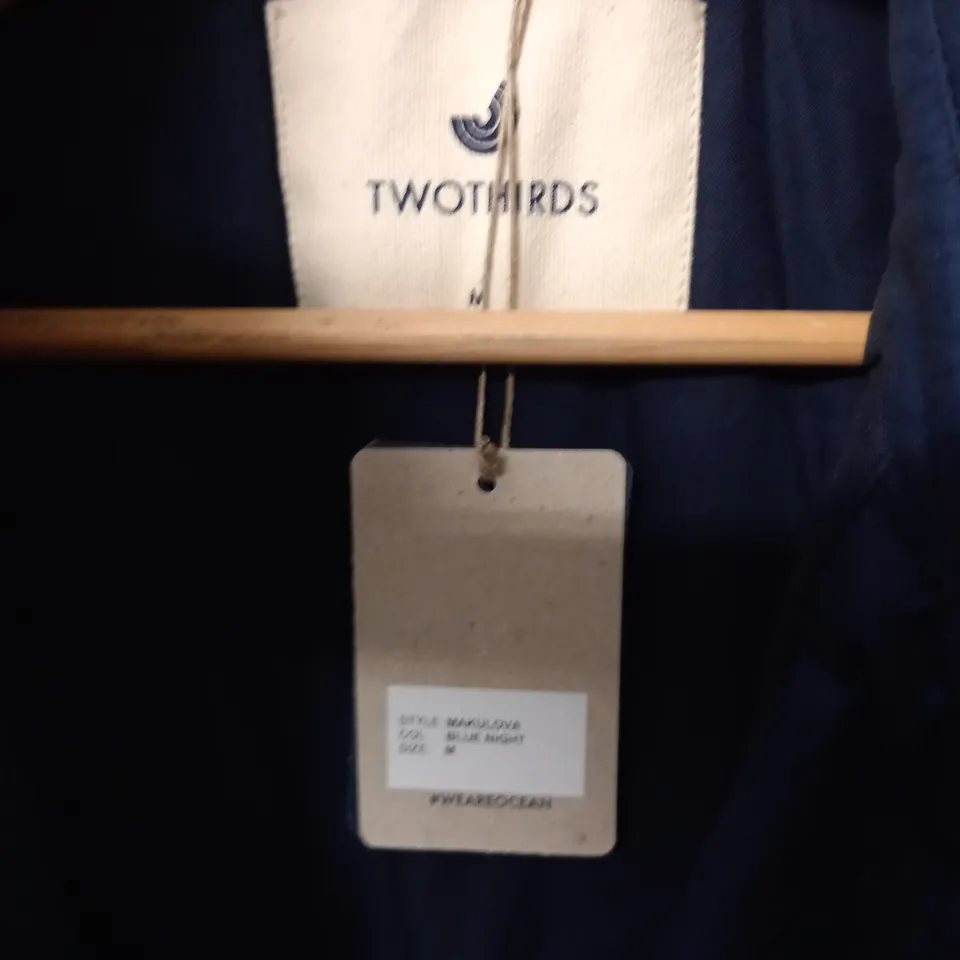 TWOTHIRDS
M
STYLE MAKULOVA
COL BLUE NIGHT
SIZE M
#WEAREOCEAN